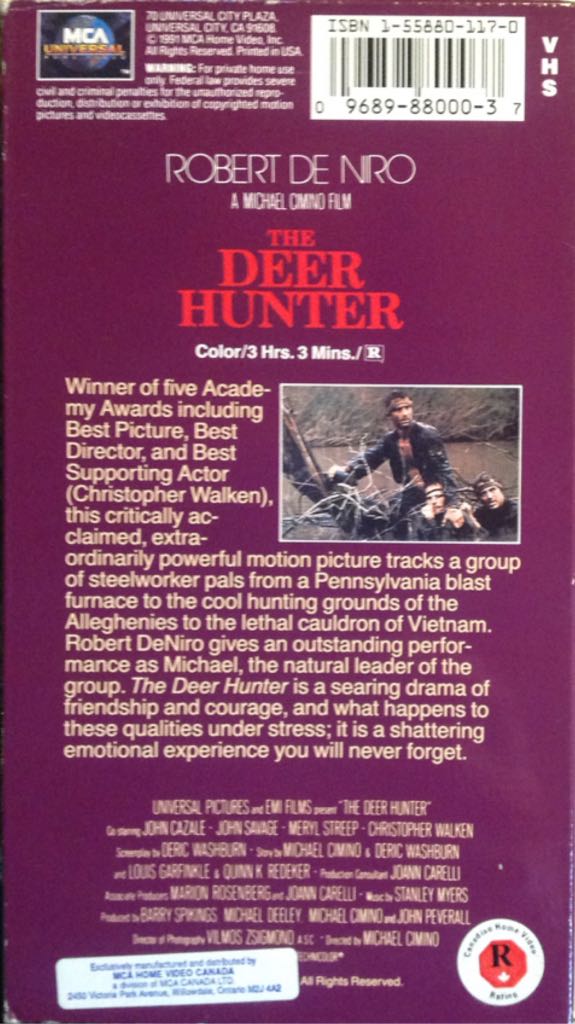 MCA
UNIVERSAL
HOME VIDEO
70 UNIVERSAL CITY PLAZA,
UNIVERSAL CITY, CA 91608.
© 1991 MCA Home Video, Inc.
All Rights Reserved. Printed in USA.
WARNING: For private home use
only. Federal law provides severe
civil and criminal penalties for the unauthorized repro-
duction, distribution or exhibition of copyrighted motion
pictures and videocassettes.
ISBN 1-55880-117-0
0 9689-88000-3 7
VHS
ROBERT DE NIRO
A MICHAEL CIMINO FILM
THE
DEER
HUNTER
Color/3 Hrs. 3 Mins./R
Winner of five Acade-
my Awards including
Best Picture, Best
Director, and Best
Supporting Actor
(Christopher Walken),
this critically ac-
claimed, extra-
ordinarily powerful motion picture tracks a group
of steelworker pals from a Pennsylvania blast
furnace to the cool hunting grounds of the
Alleghenies to the lethal cauldron of Vietnam.
Robert DeNiro gives an outstanding perfor-
mance as Michael, the natural leader of the
group. The Deer Hunter is a searing drama of
friendship and courage, and what happens to
these qualities under stress; it is a shattering
emotional experience you will never forget.
UNIVERSAL PICTURES and EMI FILMS present "THE DEER HUNTER"
Co-starring JOHN CAZALE · JOHN SAVAGE · MERYL STREEP · CHRISTOPHER WALKEN
Screenplay by DERIC WASHBURN · Story by MICHAEL CIMINO & DERIC WASHBURN
and LOUIS GARFINKLE & QUINN K. REDEKER · Production Consultant JOANN CARELLI
Associate Producers MARION ROSENBERG and JOANN CARELLI · Music by STANLEY MYERS
Produced by BARRY SPIKINGS MICHAEL DEELEY MICHAEL CIMINO and JOHN PEVERALL
Director of Photography VILMOS ZSIGMOND A.S.C. · Directed by MICHAEL CIMINO
TECHNICOLOR®
All Rights Reserved.
Exclusively manufactured and distributed by
MCA HOME VIDEO CANADA
a division of MCA CANADA LTD.
2450 Victoria Park Avenue, Willowdale, Ontario M2J 4A2
Canadian Home Video
R
Rating